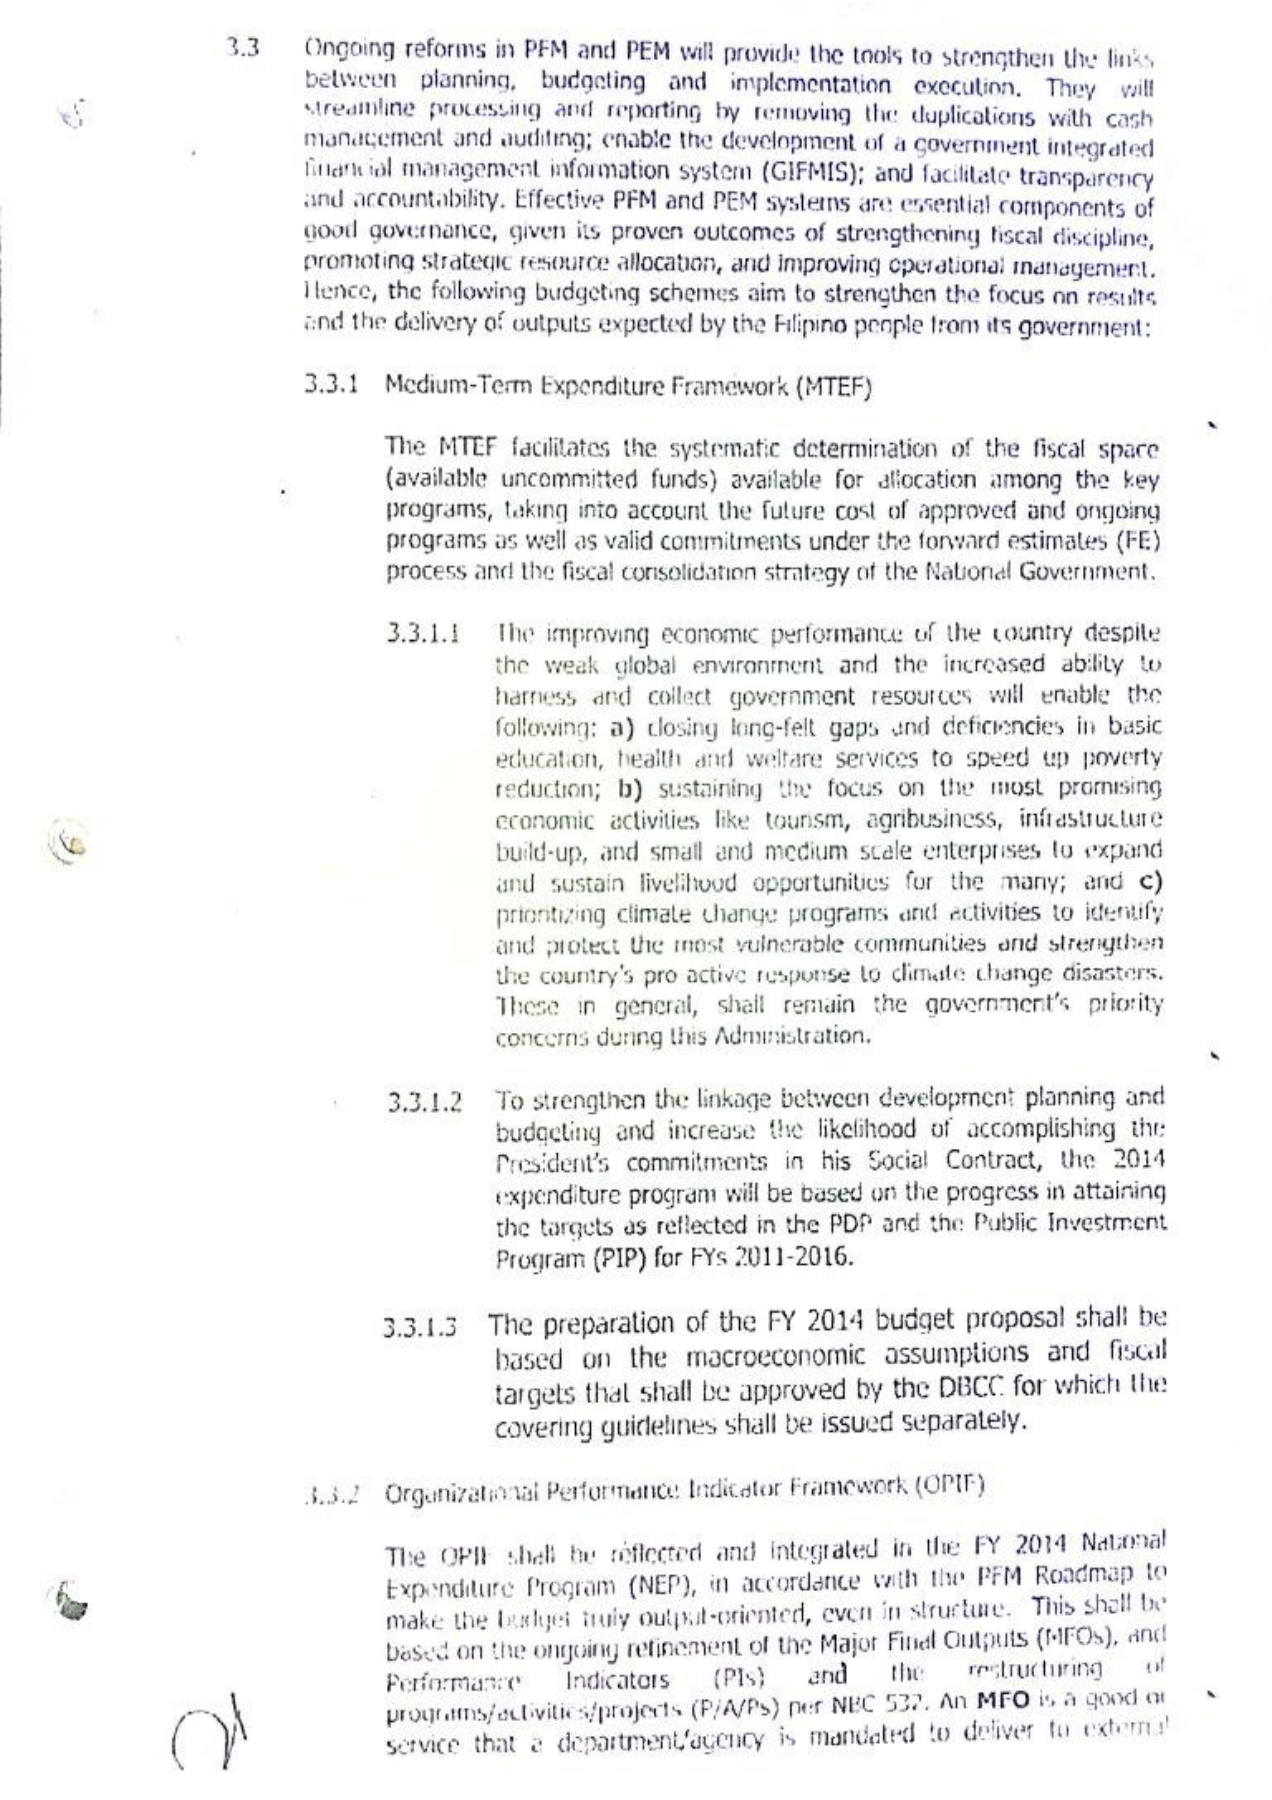 3.3 Ongoing reforms in PFM and PEM will provide the tools to strengthen the links
between planning, budgeting and implementation execution. They will
streamline processing and reporting by removing the duplications with cash
management and auditing; enable the development of a government integrated
financial management information system (GIFMIS); and facilitate transparency
and accountability. Effective PFM and PEM systems are essential components of
good governance, given its proven outcomes of strengthening fiscal discipline,
promoting strategic resource allocation, and improving operational management.
Hence, the following budgeting schemes aim to strengthen the focus on results
and the delivery of outputs expected by the Filipino people from its government:
3.3.1 Medium-Term Expenditure Framework (MTEF)
The MTEF facilitates the systematic determination of the fiscal space
(available uncommitted funds) available for allocation among the key
programs, taking into account the future cost of approved and ongoing
programs as well as valid commitments under the forward estimates (FE)
process and the fiscal consolidation strategy of the National Government.
3.3.1.1 The improving economic performance of the country despite
the weak global environment and the increased ability to
harness and collect government resources will enable the
following: a) closing long-felt gaps and deficiencies in basic
education, health and welfare services to speed up poverty
reduction; b) sustaining the focus on the most promising
economic activities like tourism, agribusiness, infrastructure
build-up, and small and medium scale enterprises to expand
and sustain livelihood opportunities for the many; and c)
prioritizing climate change programs and activities to identify
and protect the most vulnerable communities and strengthen
the country's pro active response to climate change disasters.
These in general, shall remain the government's priority
concerns during this Administration.
3.3.1.2 To strengthen the linkage between development planning and
budgeting and increase the likelihood of accomplishing the
President's commitments in his Social Contract, the 2014
expenditure program will be based on the progress in attaining
the targets as reflected in the PDP and the Public Investment
Program (PIP) for FYs 2011-2016.
3.3.1.3 The preparation of the FY 2014 budget proposal shall be
based on the macroeconomic assumptions and fiscal
targets that shall be approved by the DBCC for which the
covering guidelines shall be issued separately.
3.3.2 Organizational Performance Indicator Framework (OPIF)
The OPIF shall be reflected and integrated in the FY 2014 National
Expenditure Program (NEP), in accordance with the PFM Roadmap to
make the budget truly output-oriented, even in structure. This shall be
based on the ongoing refinement of the Major Final Outputs (MFOs), and
Performance Indicators (PIs) and the restructuring of
programs/activities/projects (P/A/Ps) per NBC 532. An MFO is a good or
service that a department/agency is mandated to deliver to external